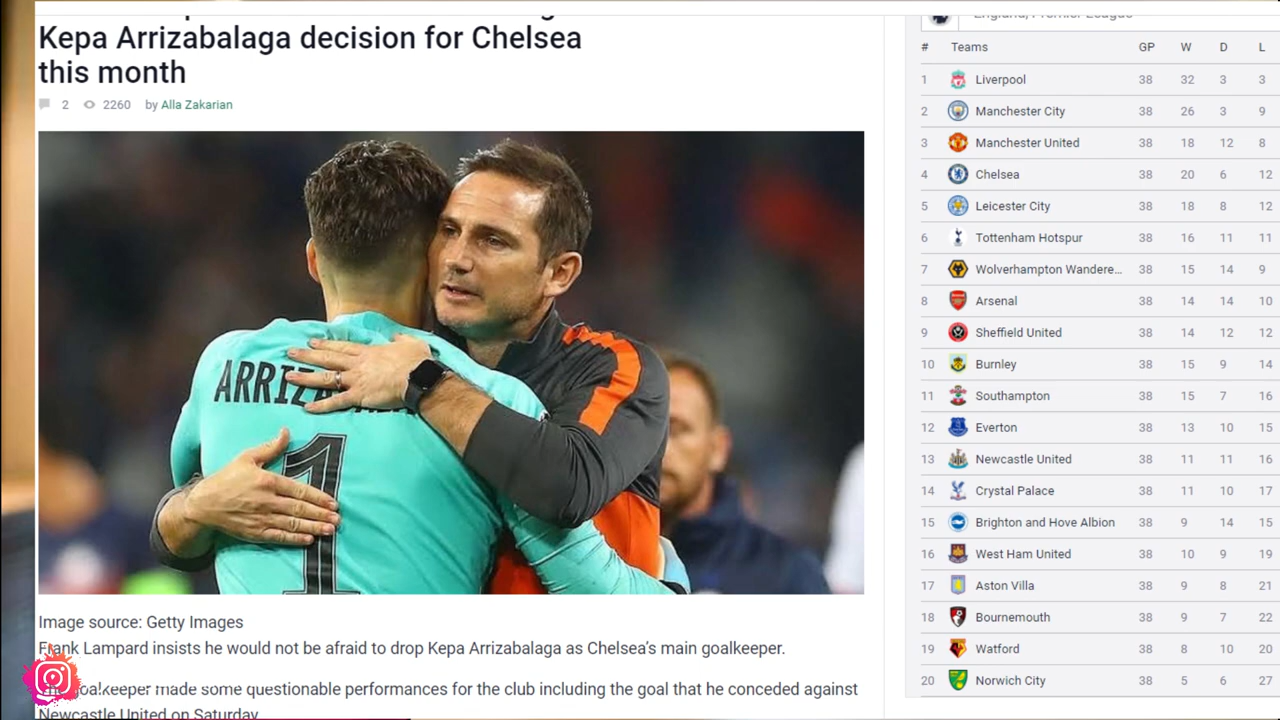 Kepa Arrizabalaga decision for Chelsea
this month
2 2260 by Alla Zakarian
ARRIZ
1
Image source: Getty Images
Frank Lampard insists he would not be afraid to drop Kepa Arrizabalaga as Chelsea's main goalkeeper.
goalkeeper made some questionable performances for the club including the goal that he conceded against
Newcastle United on Saturday
England, Premier League
# Teams GP W D L
1 Liverpool 38 32 3 3
2 Manchester City 38 26 3 9
3 Manchester United 38 18 12 8
4 Chelsea 38 20 6 12
5 Leicester City 38 18 8 12
6 Tottenham Hotspur 38 16 11 11
7 Wolverhampton Wandere... 38 15 14 9
8 Arsenal 38 14 14 10
9 Sheffield United 38 14 12 12
10 Burnley 38 15 9 14
11 Southampton 38 15 7 16
12 Everton 38 13 10 15
13 Newcastle United 38 11 11 16
14 Crystal Palace 38 11 10 17
15 Brighton and Hove Albion 38 9 14 15
16 West Ham United 38 10 9 19
17 Aston Villa 38 9 8 21
18 Bournemouth 38 9 7 22
19 Watford 38 8 10 20
20 Norwich City 38 5 6 27